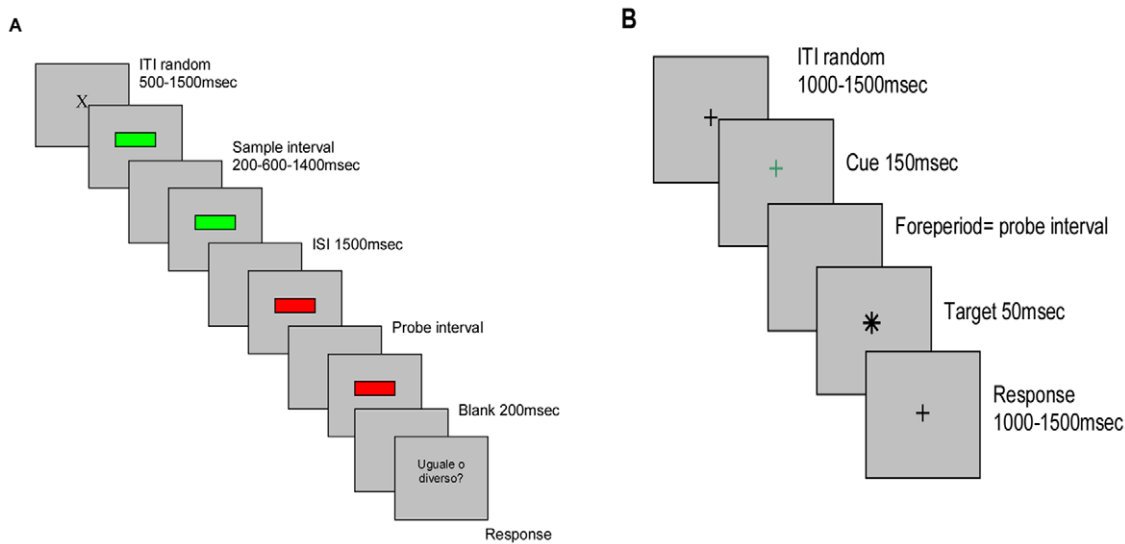 A
ITI random
500-1500msec
X
Sample interval
200-600-1400msec
ISI 1500msec
Probe interval
Blank 200msec
Uguale o
diverso?
Response
B
ITI random
1000-1500msec
+
Cue 150msec
+
Foreperiod= probe interval
Target 50msec
*
Response
1000-1500msec
+